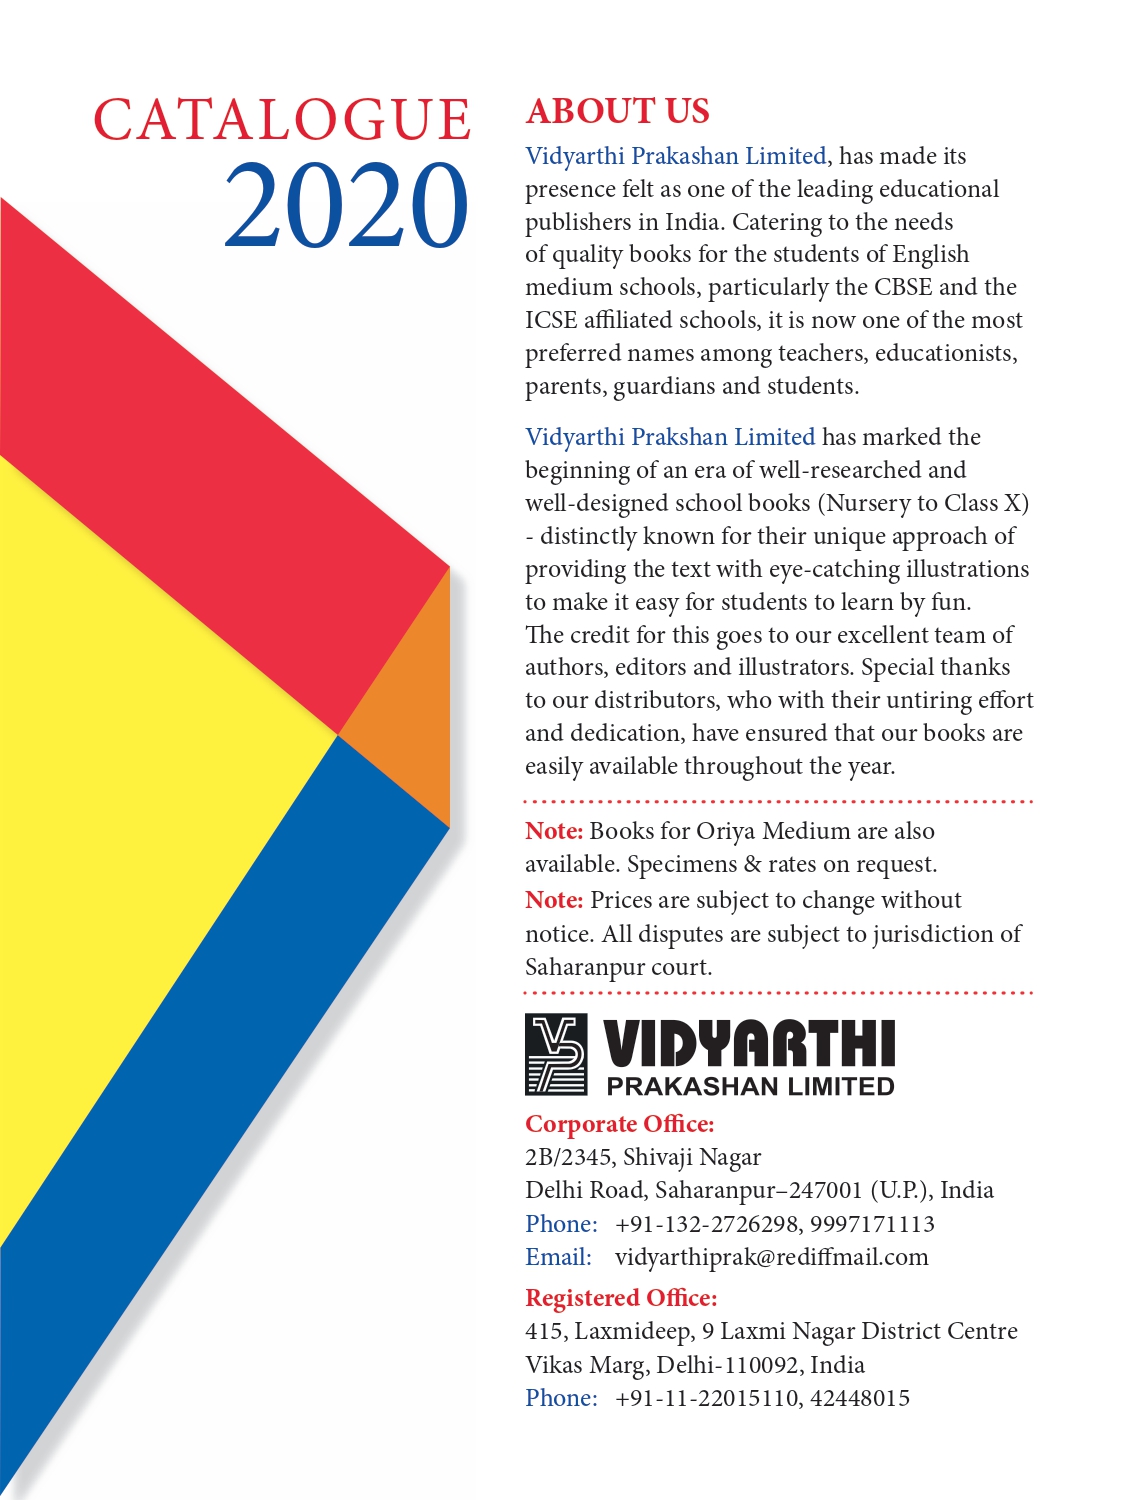 CATALOGUE
2020
ABOUT US
Vidyarthi Prakashan Limited, has made its
presence felt as one of the leading educational
publishers in India. Catering to the needs
of quality books for the students of English
medium schools, particularly the CBSE and the
ICSE affiliated schools, it is now one of the most
preferred names among teachers, educationists,
parents, guardians and students.
Vidyarthi Prakshan Limited has marked the
beginning of an era of well-researched and
well-designed school books (Nursery to Class X)
- distinctly known for their unique approach of
providing the text with eye-catching illustrations
to make it easy for students to learn by fun.
The credit for this goes to our excellent team of
authors, editors and illustrators. Special thanks
to our distributors, who with their untiring effort
and dedication, have ensured that our books are
easily available throughout the year.
Note: Books for Oriya Medium are also
available. Specimens & rates on request.
Note: Prices are subject to change without
notice. All disputes are subject to jurisdiction of
Saharanpur court.
VP VIDYARTHI
PRAKASHAN LIMITED
Corporate Office:
2B/2345, Shivaji Nagar
Delhi Road, Saharanpur–247001 (U.P.), India
Phone: +91-132-2726298, 9997171113
Email: vidyarthiprak@rediffmail.com
Registered Office:
415, Laxmideep, 9 Laxmi Nagar District Centre
Vikas Marg, Delhi-110092, India
Phone: +91-11-22015110, 42448015